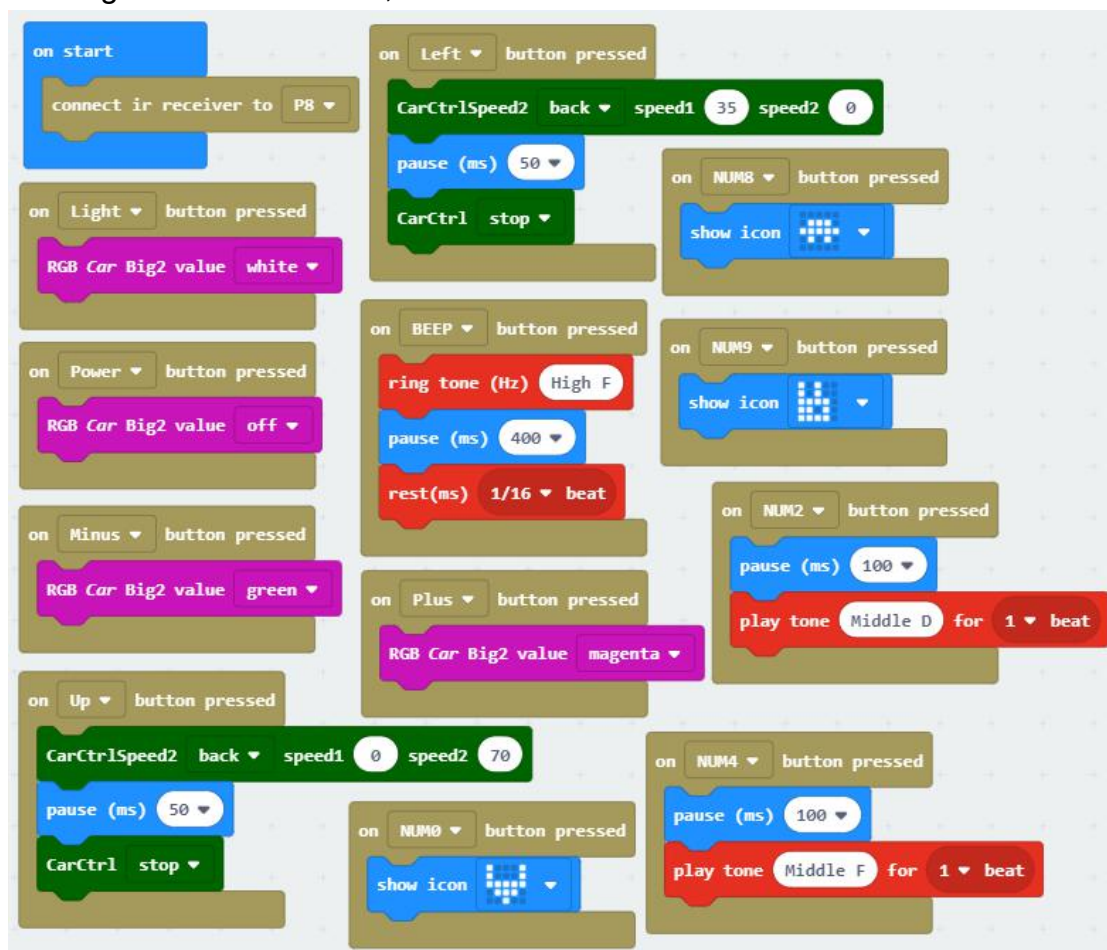 on start
connect ir receiver to P8
on Light button pressed
RGB Car Big2 value white
on Power button pressed
RGB Car Big2 value off
on Minus button pressed
RGB Car Big2 value green
on Up button pressed
CarCtrlSpeed2 back speed1 0 speed2 70
pause (ms) 50
CarCtrl stop
on Left button pressed
CarCtrlSpeed2 back speed1 35 speed2 0
pause (ms) 50
CarCtrl stop
on BEEP button pressed
ring tone (Hz) High F
pause (ms) 400
rest(ms) 1/16 beat
on Plus button pressed
RGB Car Big2 value magenta
on NUM0 button pressed
show icon
on NUM8 button pressed
show icon
on NUM9 button pressed
show icon
on NUM2 button pressed
pause (ms) 100
play tone Middle D for 1 beat
on NUM4 button pressed
pause (ms) 100
play tone Middle F for 1 beat